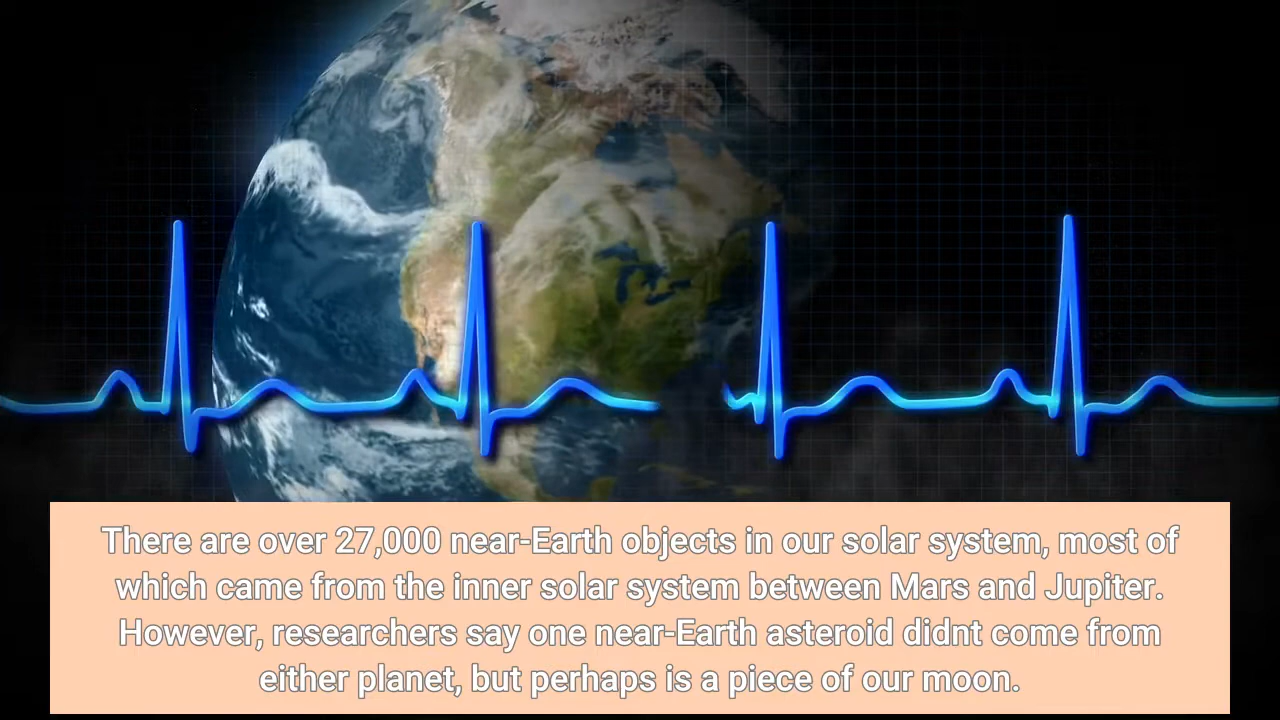 There are over 27,000 near-Earth objects in our solar system, most of
which came from the inner solar system between Mars and Jupiter.
However, researchers say one near-Earth asteroid didnt come from
either planet, but perhaps is a piece of our moon.